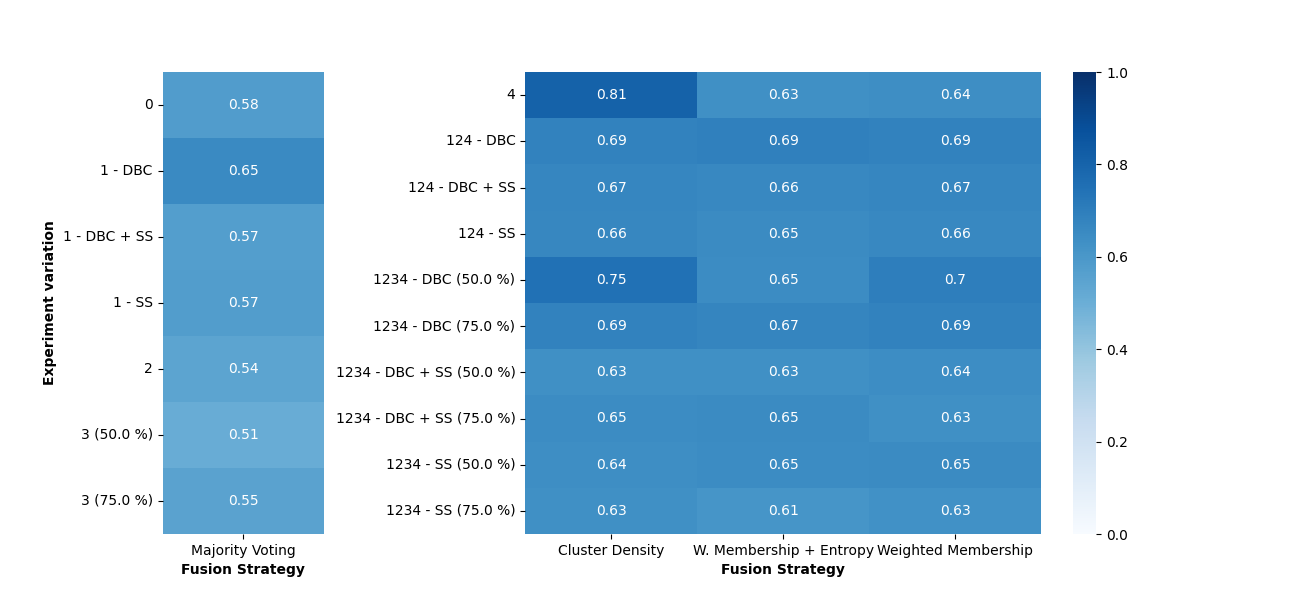 Experiment variation
0 0.58
1 - DBC 0.65
1 - DBC + SS 0.57
1 - SS 0.57
2 0.54
3 (50.0 %) 0.51
3 (75.0 %) 0.55
Majority Voting
Fusion Strategy
4 0.81 0.63 0.64
124 - DBC 0.69 0.69 0.69
124 - DBC + SS 0.67 0.66 0.67
124 - SS 0.66 0.65 0.66
1234 - DBC (50.0 %) 0.75 0.65 0.7
1234 - DBC (75.0 %) 0.69 0.67 0.69
1234 - DBC + SS (50.0 %) 0.63 0.63 0.64
1234 - DBC + SS (75.0 %) 0.65 0.65 0.63
1234 - SS (50.0 %) 0.64 0.65 0.65
1234 - SS (75.0 %) 0.63 0.61 0.63
Cluster Density W. Membership + Entropy Weighted Membership
Fusion Strategy
1.0
0.8
0.6
0.4
0.2
0.0